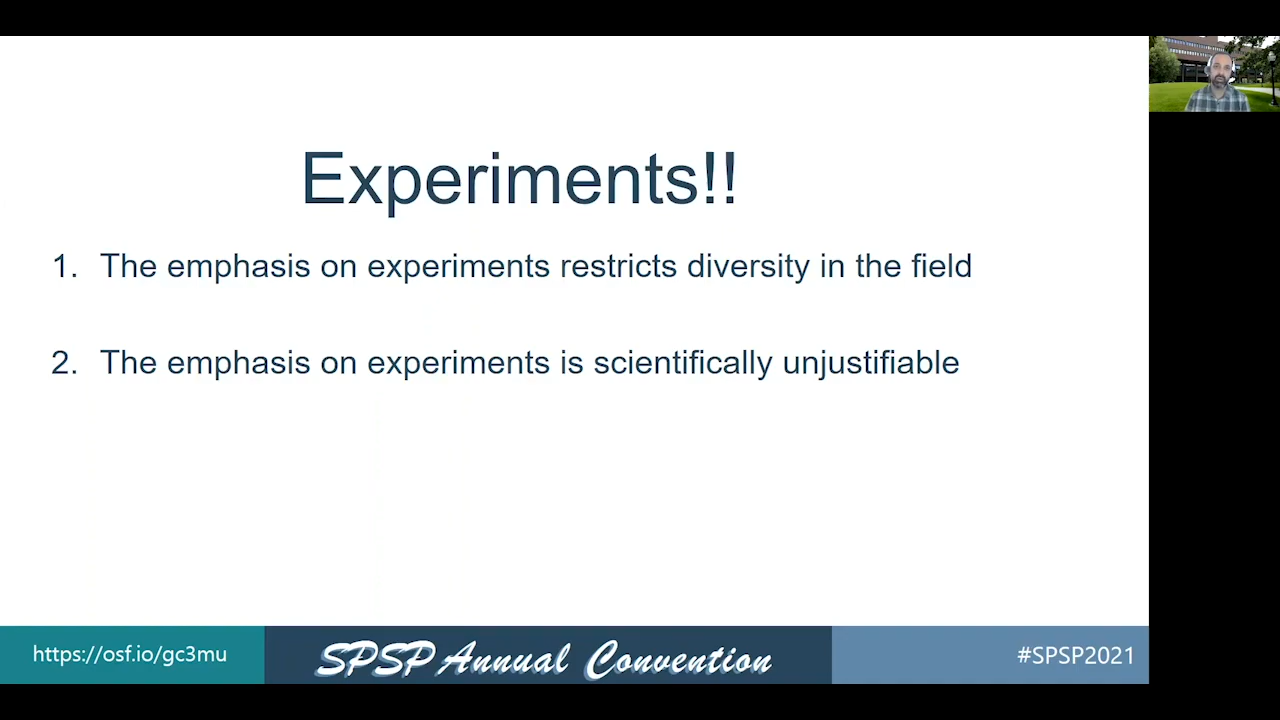 Experiments!!
1. The emphasis on experiments restricts diversity in the field
2. The emphasis on experiments is scientifically unjustifiable
https://osf.io/gc3mu
SPSP Annual Convention
#SPSP2021